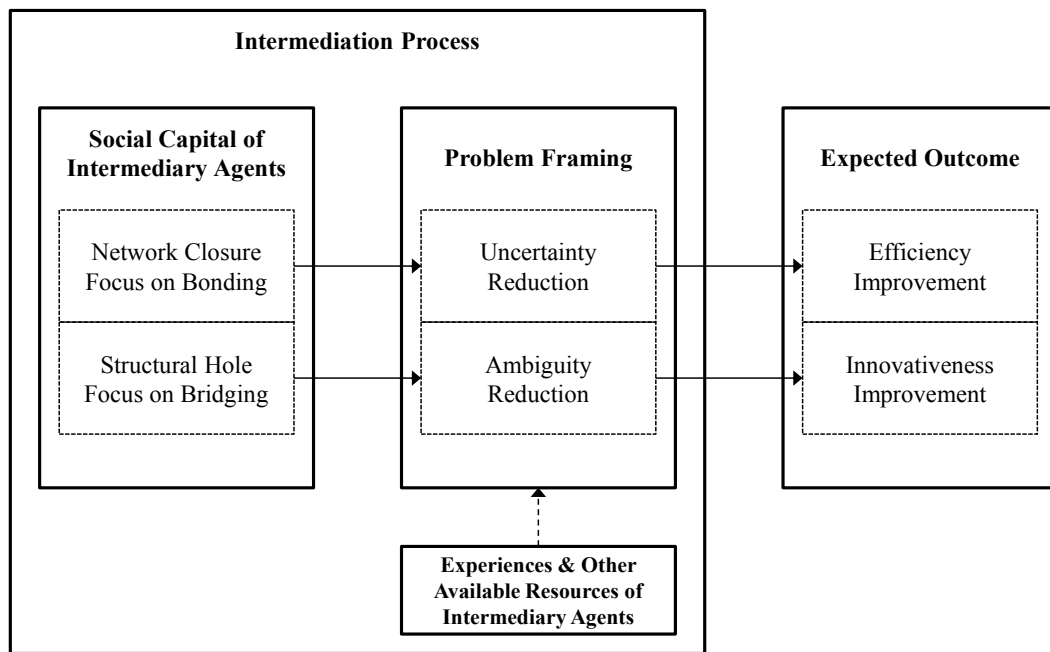 Intermediation Process
Social Capital of
Intermediary Agents
Network Closure
Focus on Bonding
Structural Hole
Focus on Bridging
Problem Framing
Uncertainty
Reduction
Ambiguity
Reduction
Experiences & Other
Available Resources of
Intermediary Agents
Expected Outcome
Efficiency
Improvement
Innovativeness
Improvement